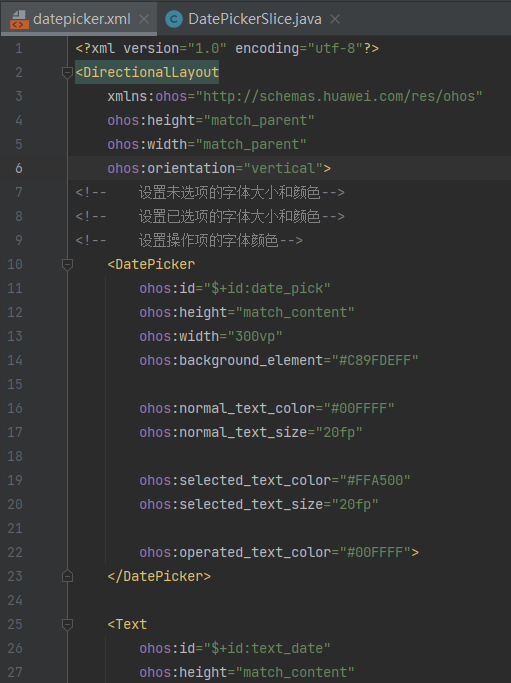 datepicker.xml DatePickerSlice.java
1 <?xml version="1.0" encoding="utf-8"?>
2 <DirectionalLayout
3 xmlns:ohos="http://schemas.huawei.com/res/ohos"
4 ohos:height="match_parent"
5 ohos:width="match_parent"
6 ohos:orientation="vertical">
7 <!-- 设置未选项的字体大小和颜色-->
8 <!-- 设置已选项的字体大小和颜色-->
9 <!-- 设置操作项的字体颜色-->
10 <DatePicker
11 ohos:id="$+id:date_pick"
12 ohos:height="match_content"
13 ohos:width="300vp"
14 ohos:background_element="#C89FDEFF"
15
16 ohos:normal_text_color="#00FFFF"
17 ohos:normal_text_size="20fp"
18
19 ohos:selected_text_color="#FFA500"
20 ohos:selected_text_size="20fp"
21
22 ohos:operated_text_color="#00FFFF">
23 </DatePicker>
24
25 <Text
26 ohos:id="$+id:text_date"
27 ohos:height="match_content"